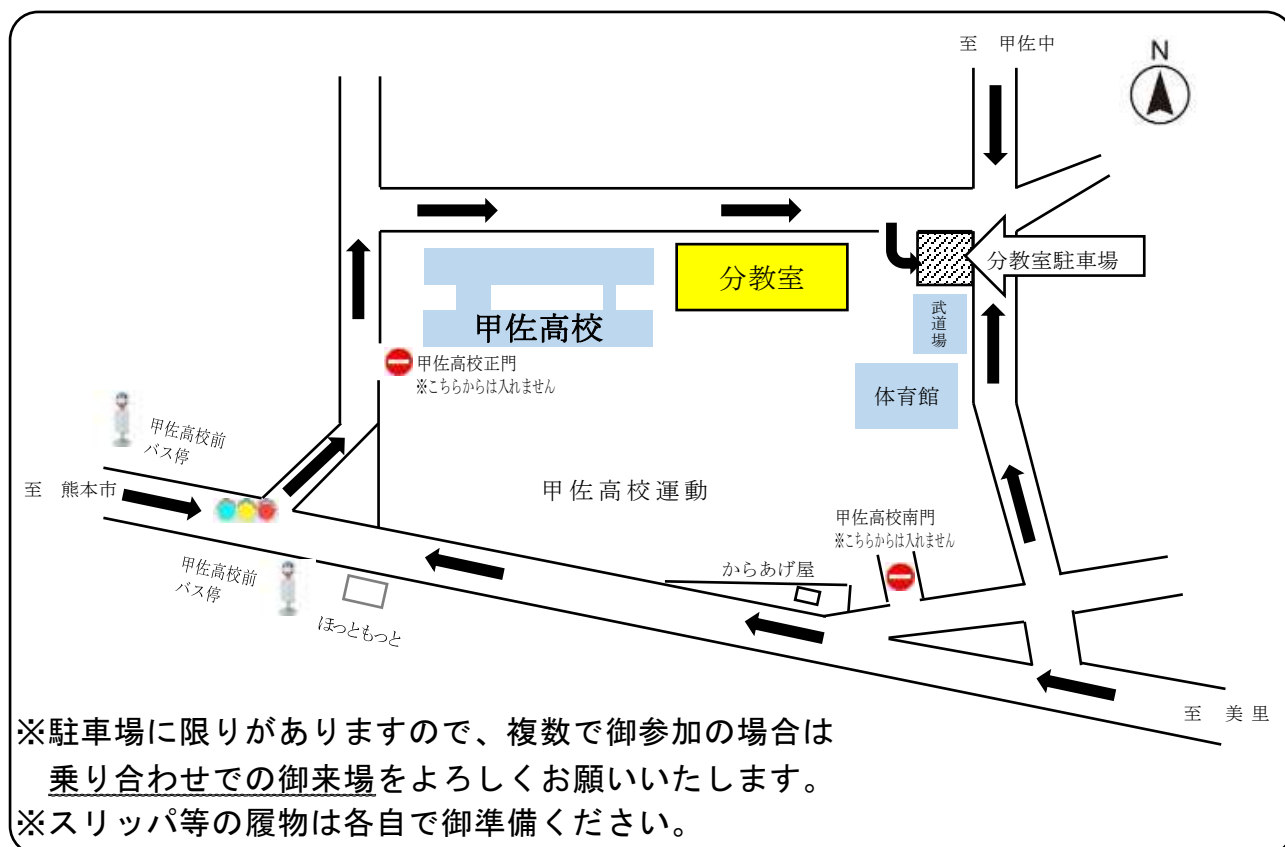 至 甲佐中
N
分教室
分教室駐車場
甲佐高校
武道場
甲佐高校正門
※こちらからは入れません
体育館
甲佐高校前
バス停
至 熊本市
甲佐高校運動
甲佐高校南門
※こちらからは入れません
甲佐高校前
バス停
からあげ屋
ほっともっと
至 美里
※駐車場に限りがありますので、複数で御参加の場合は
乗り合わせでの御来場をよろしくお願いいたします。
※スリッパ等の履物は各自で御準備ください。